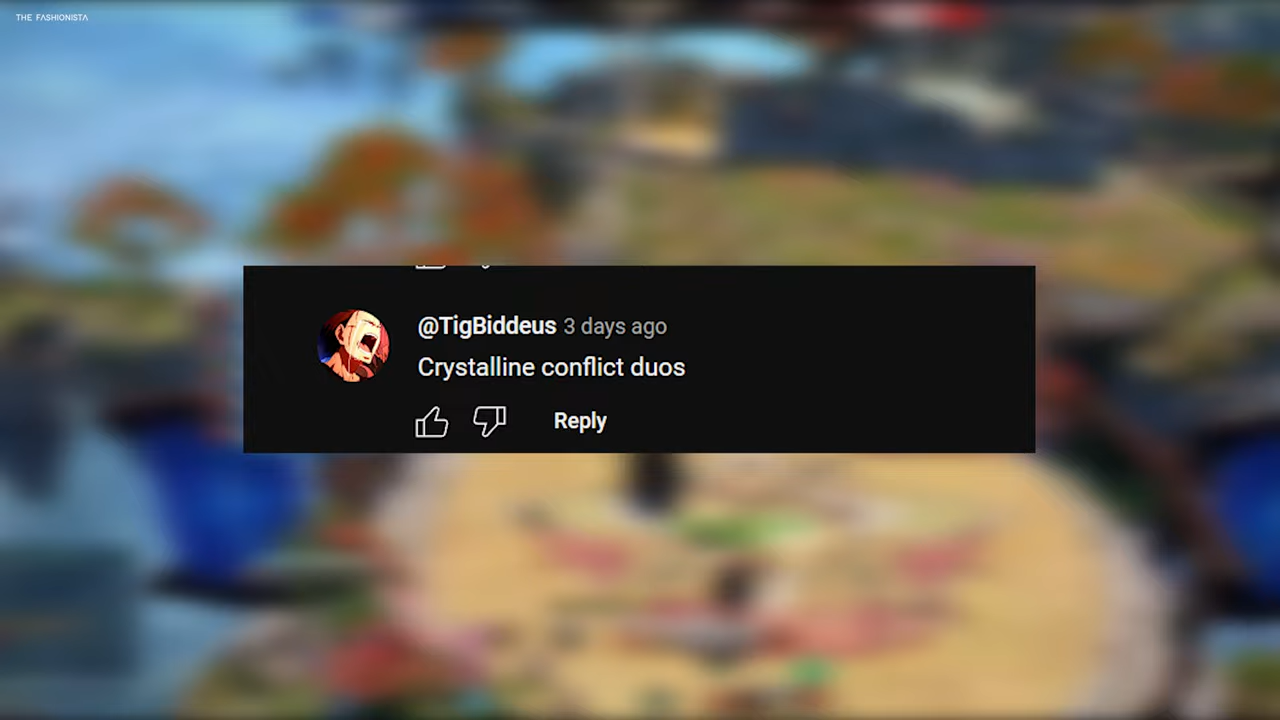 THE FASHIONISTA
@TigBiddeus 3 days ago
Crystalline conflict duos
Reply